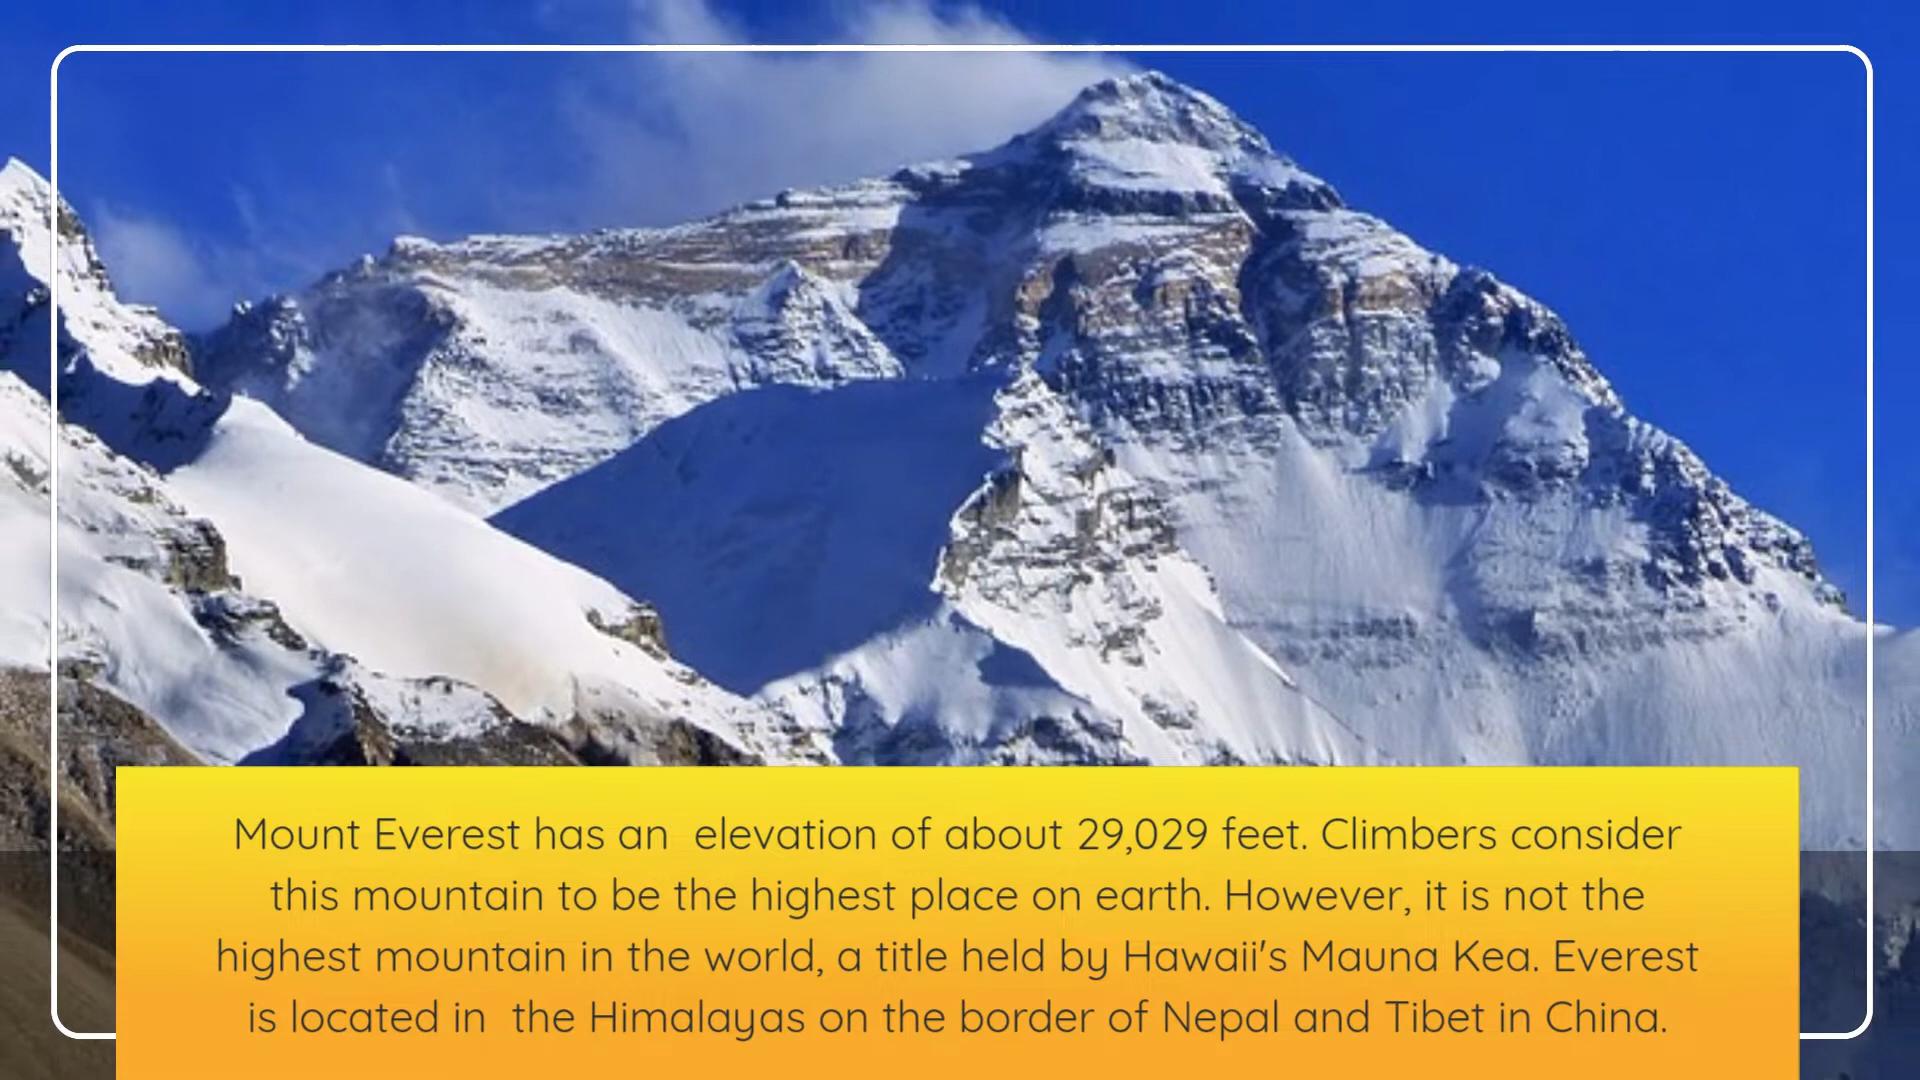 Mount Everest has an  elevation of about 29,029 feet. Climbers consider
this mountain to be the highest place on earth. However, it is not the
highest mountain in the world, a title held by Hawaii's Mauna Kea. Everest
is located in  the Himalayas on the border of Nepal and Tibet in China.